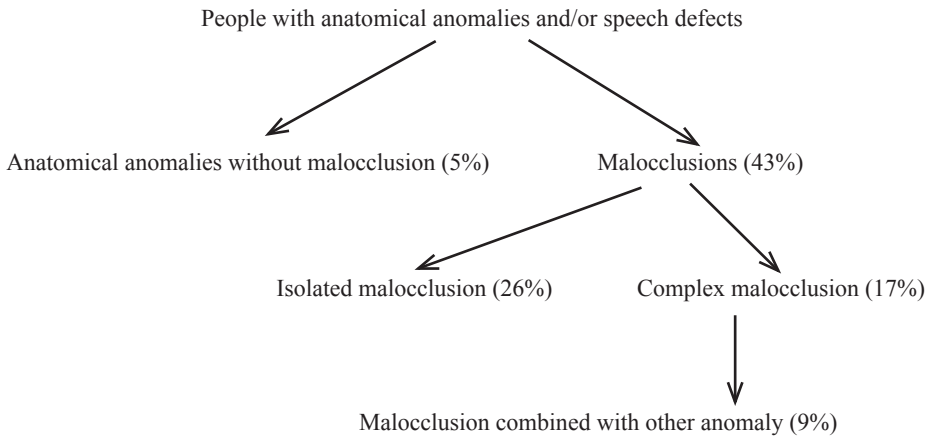 People with anatomical anomalies and/or speech defects
Anatomical anomalies without malocclusion (5%)
Malocclusions (43%)
Isolated malocclusion (26%)
Complex malocclusion (17%)
Malocclusion combined with other anomaly (9%)